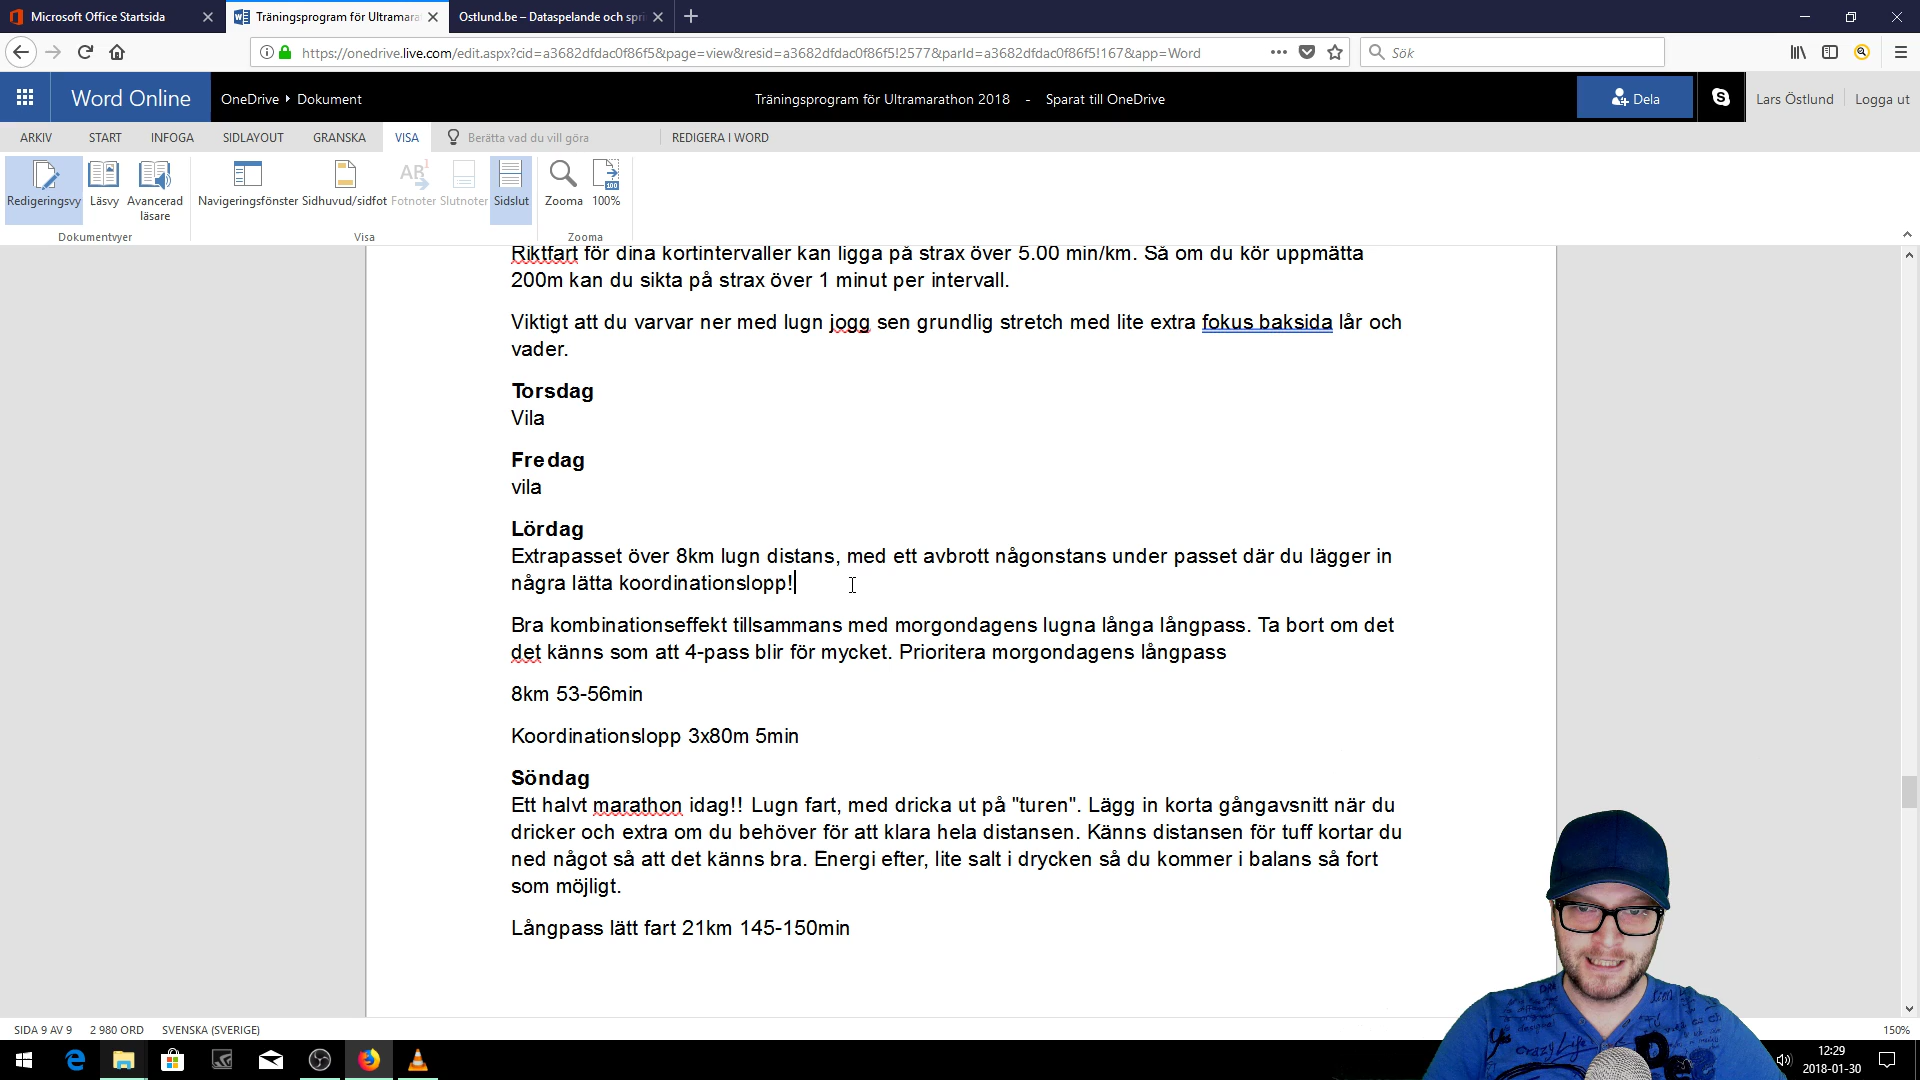 Microsoft Office Startsida
Träningsprogram för Ultramara
Ostlund.be – Dataspelande och spri
https://onedrive.live.com/edit.aspx?cid=a3682dfdac0f86f5&page=view&resid=a3682dfdac0f86f5!2577&parId=a3682dfdac0f86f5!167&app=Word
Sök
Word Online
OneDrive
Dokument
Träningsprogram för Ultramarathon 2018 - Sparat till OneDrive
Dela
Lars Östlund
Logga ut
ARKIV
START
INFOGA
SIDLAYOUT
GRANSKA
VISA
Berätta vad du vill göra
REDIGERA I WORD
Redigeringsvy
Läsvy
Avancerad
läsare
Navigeringsfönster
Sidhuvud/sidfot
Fotnoter
Slutnoter
Sidslut
Zooma
100%
Dokumentvyer
Visa
Zooma
Riktfart för dina kortintervaller kan ligga på strax över 5.00 min/km. Så om du kör uppmätta
200m kan du sikta på strax över 1 minut per intervall.
Viktigt att du varvar ner med lugn jogg sen grundlig stretch med lite extra fokus baksida lår och
vader.
Torsdag
Vila
Fredag
vila
Lördag
Extrapasset över 8km lugn distans, med ett avbrott någonstans under passet där du lägger in
några lätta koordinationslopp!
Bra kombinationseffekt tillsammans med morgondagens lugna långa långpass. Ta bort om det
det känns som att 4-pass blir för mycket. Prioritera morgondagens långpass
8km 53-56min
Koordinationslopp 3x80m 5min
Söndag
Ett halvt marathon idag!! Lugn fart, med dricka ut på "turen". Lägg in korta gångavsnitt när du
dricker och extra om du behöver för att klara hela distansen. Känns distansen för tuff kortar du
ned något så att det känns bra. Energi efter, lite salt i drycken så du kommer i balans så fort
som möjligt.
Långpass lätt fart 21km 145-150min
SIDA 9 AV 9
2 980 ORD
SVENSKA (SVERIGE)
150%
12:29
2018-01-30